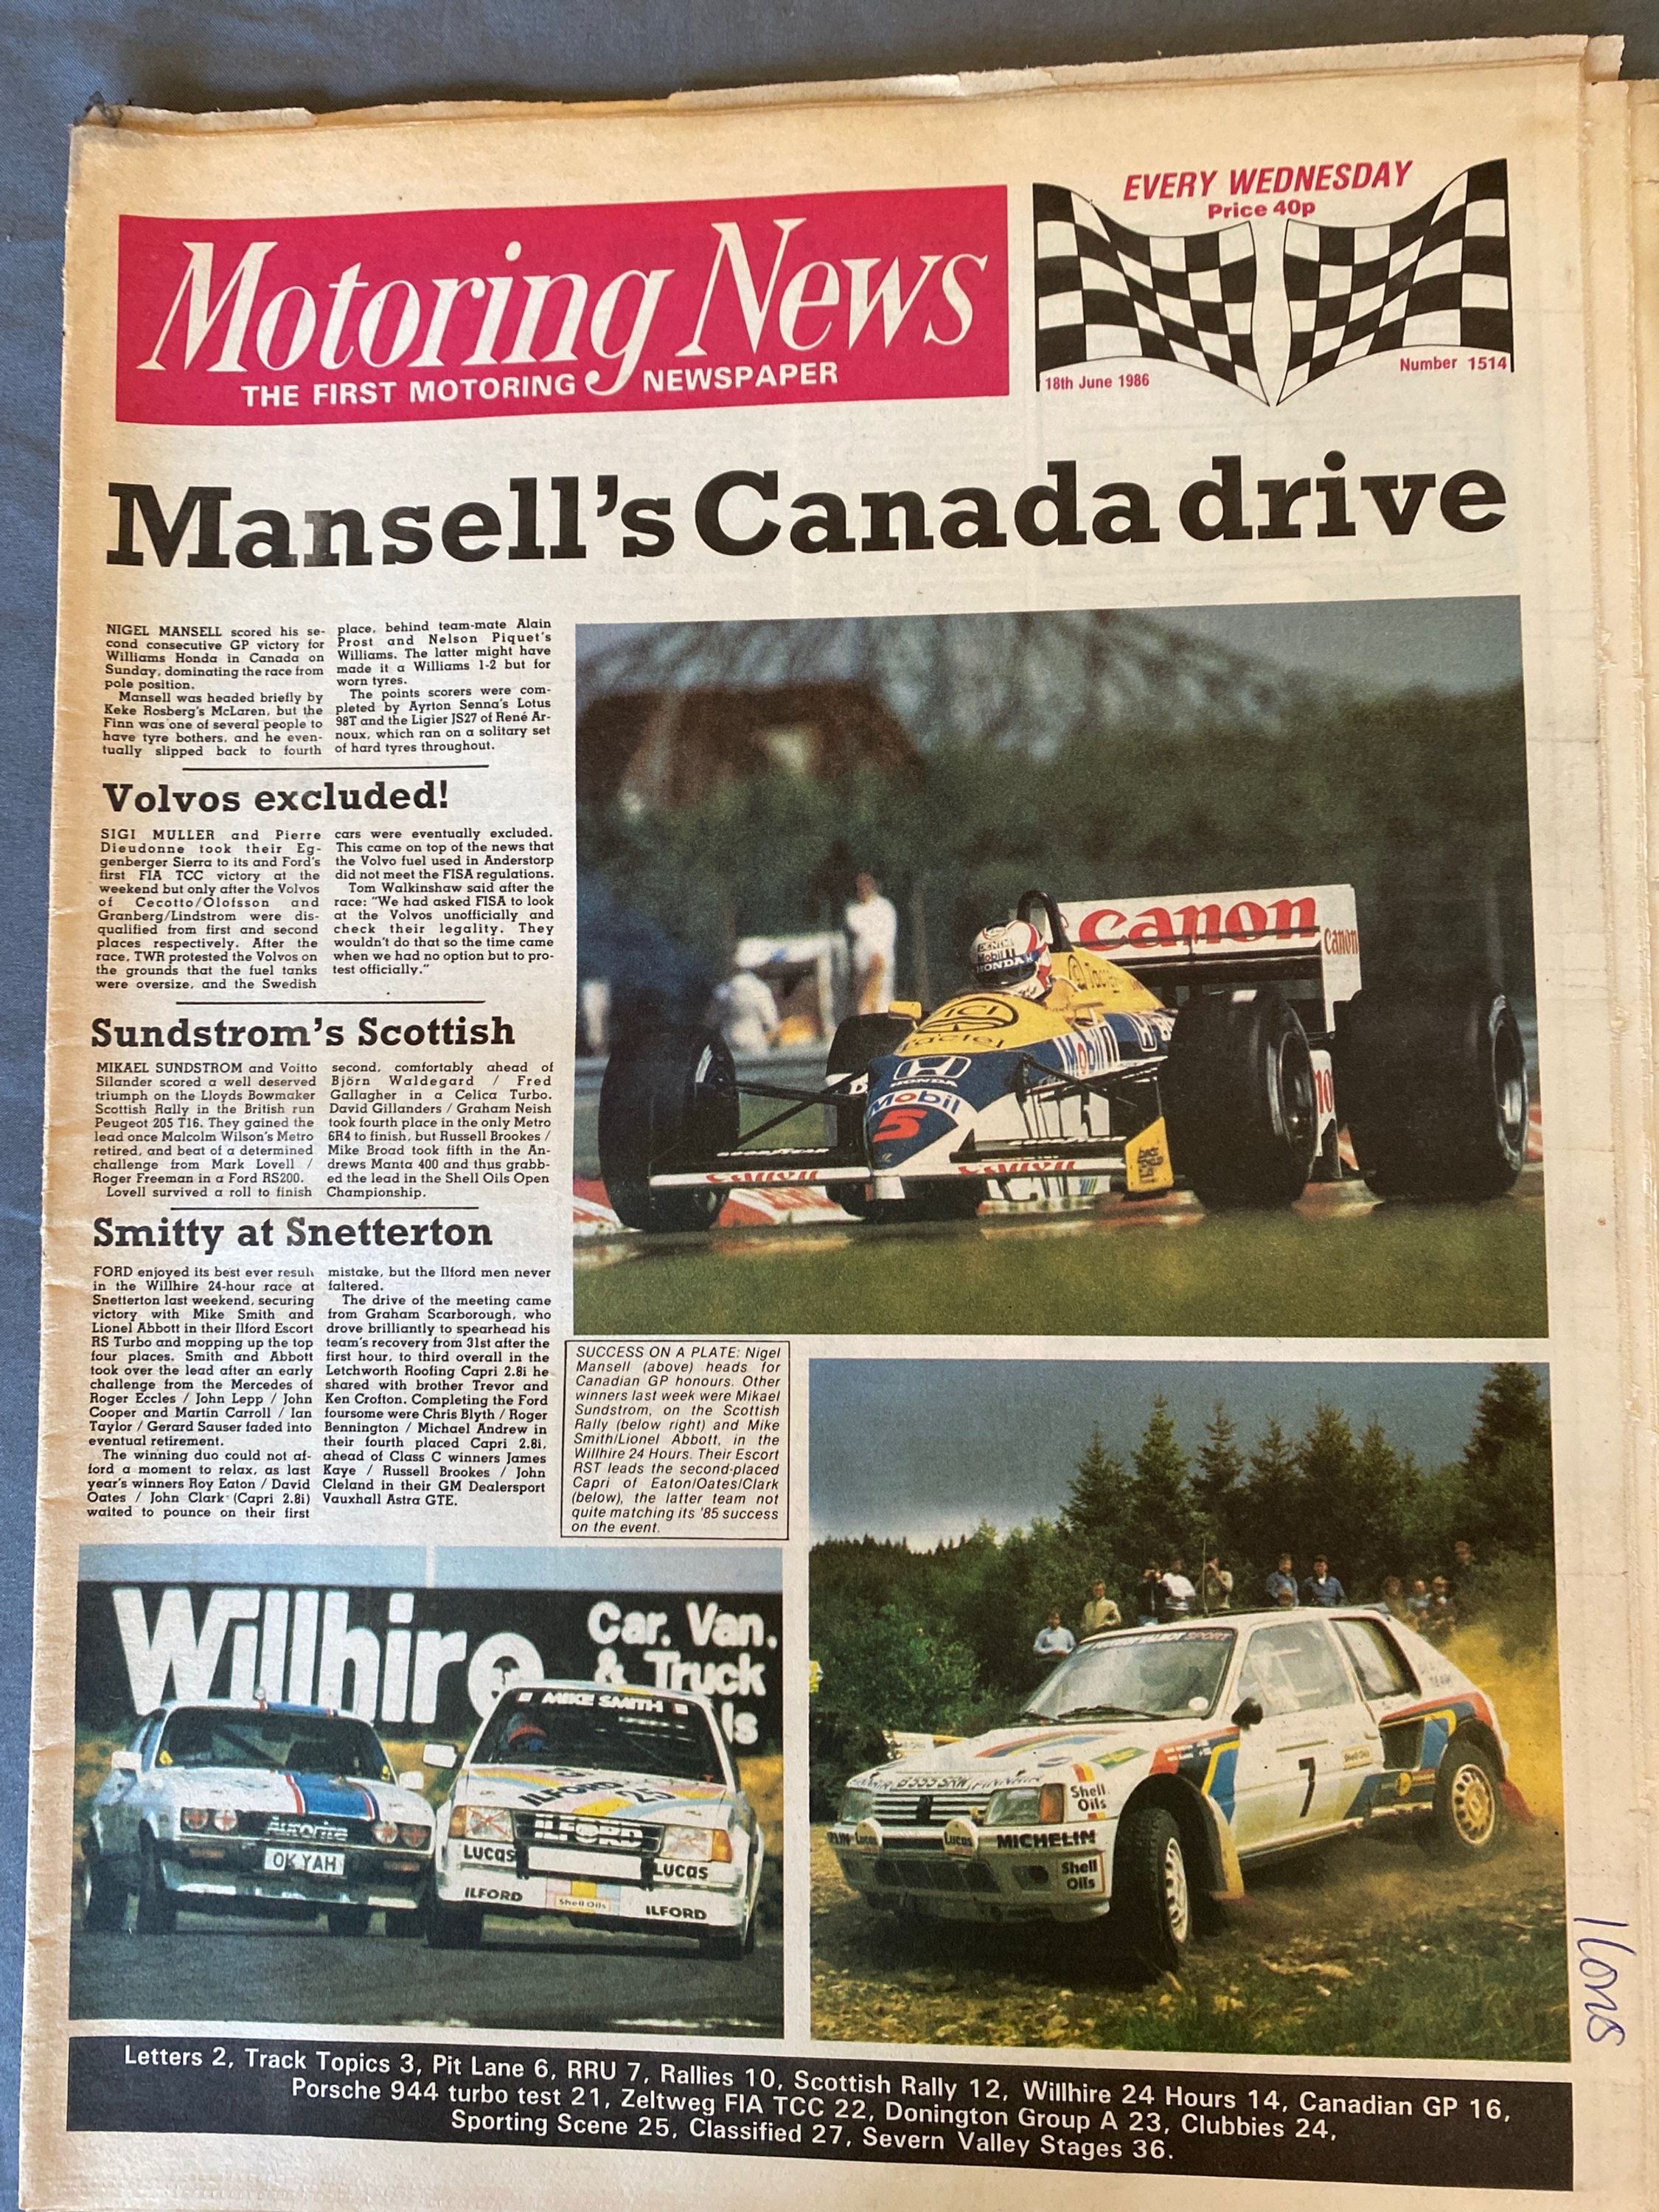 EVERY WEDNESDAY
Price 40p
Motoring News
THE FIRST MOTORING NEWSPAPER
18th June 1986
Number 1514
Mansell's Canada drive
NIGEL MANSELL scored his se-
cond consecutive GP victory for
Williams Honda in Canada on
Sunday, dominating the race from
pole position.
Mansell was headed briefly by
Keke Rosberg's McLaren, but the
Finn was one of several people to
have tyre bothers, and he even-
tually slipped back to fourth
place, behind team-mate Alain
Prost and Nelson Piquet's
Williams. The latter might have
made it a Williams 1-2 but for
worn tyres.
The points scorers were com-
pleted by Ayrton Senna's Lotus
98T and the Ligier JS27 of René Ar-
noux, which ran on a solitary set
of hard tyres throughout.
Volvos excluded!
SIGI MULLER and Pierre
Dieudonne took their Eg-
genberger Sierra to its and Ford's
first FIA TCC victory at the
weekend but only after the Volvos
of Cecotto/Olofsson and
Granberg/Lindstrom were dis-
qualified from first and second
places respectively. After the
race, TWR protested the Volvos on
the grounds that the fuel tanks
were oversize, and the Swedish
cars were eventually excluded.
This came on top of the news that
the Volvo fuel used in Anderstorp
did not meet the FISA regulations.
Tom Walkinshaw said after the
race: "We had asked FISA to look
at the Volvos unofficially and
check their legality. They
wouldn't do that so the time came
when we had no option but to pro-
test officially."
Sundstrom's Scottish
MIKAEL SUNDSTROM and Voitto
Silander scored a well deserved
triumph on the Lloyds Bowmaker
Scottish Rally in the British run
Peugeot 205 T16. They gained the
lead once Malcolm Wilson's Metro
retired, and beat of a determined
challenge from Mark Lovell /
Roger Freeman in a Ford RS200.
Lovell survived a roll to finish
second, comfortably ahead of
Björn Waldegard / Fred
Gallagher in a Celica Turbo.
David Gillanders / Graham Neish
took fourth place in the only Metro
6R4 to finish, but Russell Brookes /
Mike Broad took fifth in the An-
drews Manta 400 and thus grabb-
ed the lead in the Shell Oils Open
Championship.
Smitty at Snetterton
FORD enjoyed its best ever result
in the Willhire 24-hour race at
Snetterton last weekend, securing
victory with Mike Smith and
Lionel Abbott in their Ilford Escort
RS Turbo and mopping up the top
four places. Smith and Abbott
took over the lead after an early
challenge from the Mercedes of
Roger Eccles / John Lepp / John
Cooper and Martin Carroll / Ian
Taylor / Gerard Sauser faded into
eventual retirement.
The winning duo could not af-
ford a moment to relax, as last
year's winners Roy Eaton / David
Oates / John Clark (Capri 2.8i)
waited to pounce on their first
mistake, but the Ilford men never
faltered.
The drive of the meeting came
from Graham Scarborough, who
drove brilliantly to spearhead his
team's recovery from 31st after the
first hour, to third overall in the
Letchworth Roofing Capri 2.8i he
shared with brother Trevor and
Ken Crofton. Completing the Ford
foursome were Chris Blyth / Roger
Bennington / Michael Andrew in
their fourth placed Capri 2.8i,
ahead of Class C winners James
Kaye / Russell Brookes / John
Cleland in their GM Dealersport
Vauxhall Astra GTE.
Canon
Canon
Mobil 1
HONDA
ICI
Tactel
Mobil 1
HONDA
Mobil
5
Canon
Canon
SUCCESS ON A PLATE: Nigel
Mansell (above) heads for
Canadian GP honours. Other
winners last week were Mikael
Sundstrom, on the Scottish
Rally (below right) and Mike
Smith/Lionel Abbott, in the
Willhire 24 Hours. Their Escort
RST leads the second-placed
Capri of Eaton/Oates/Clark
(below), the latter team not
quite matching its '85 success
on the event.
Willhire
Car. Van.
& Truck
ls
MIKE SMITH
ILFORD
25
Autorite
OK YAH
ILFORD
LUCAS
LUCAS
ILFORD
Shell Oils
ILFORD
PEUGEOT TALBOT SPORT
7
Shell Oils
Shell
Oils
Lucas
Lucas
MICHELIN
Shell
Oils
Letters 2, Track Topics 3, Pit Lane 6, RRU 7, Rallies 10, Scottish Rally 12, Willhire 24 Hours 14, Canadian GP 16,
Porsche 944 turbo test 21, Zeltweg FIA TCC 22, Donington Group A 23, Clubbies 24,
Sporting Scene 25, Classified 27, Severn Valley Stages 36.